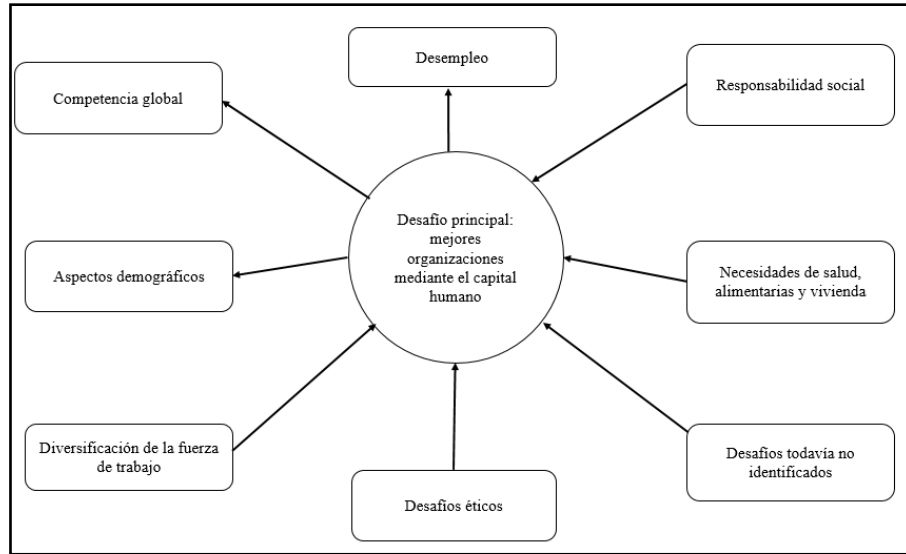 Desempleo
Competencia global
Responsabilidad social
Desafío principal:
mejores
organizaciones
mediante el capital
humano
Aspectos demográficos
Necesidades de salud,
alimentarias y vivienda
Diversificación de la fuerza
de trabajo
Desafíos éticos
Desafíos todavía no
identificados